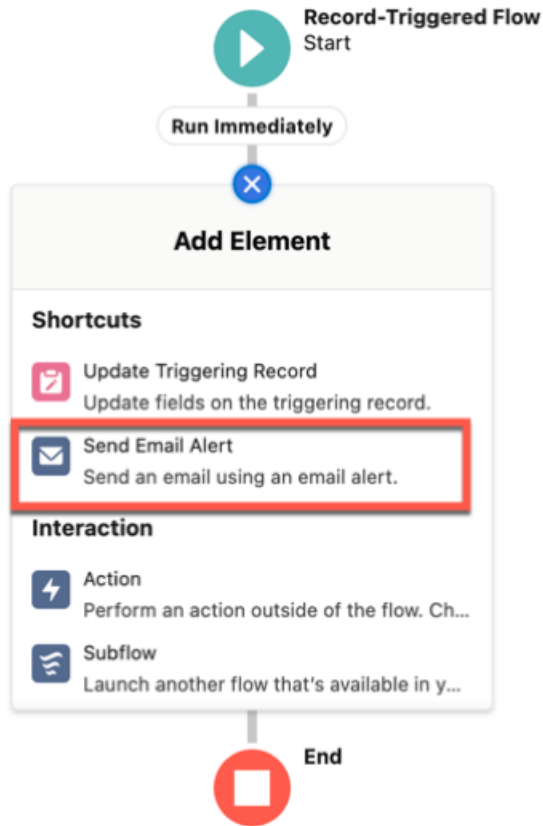 Record-Triggered Flow
Start
Run Immediately
Add Element
Shortcuts
Update Triggering Record
Update fields on the triggering record.
Send Email Alert
Send an email using an email alert.
Interaction
Action
Perform an action outside of the flow. Ch...
Subflow
Launch another flow that's available in y...
End